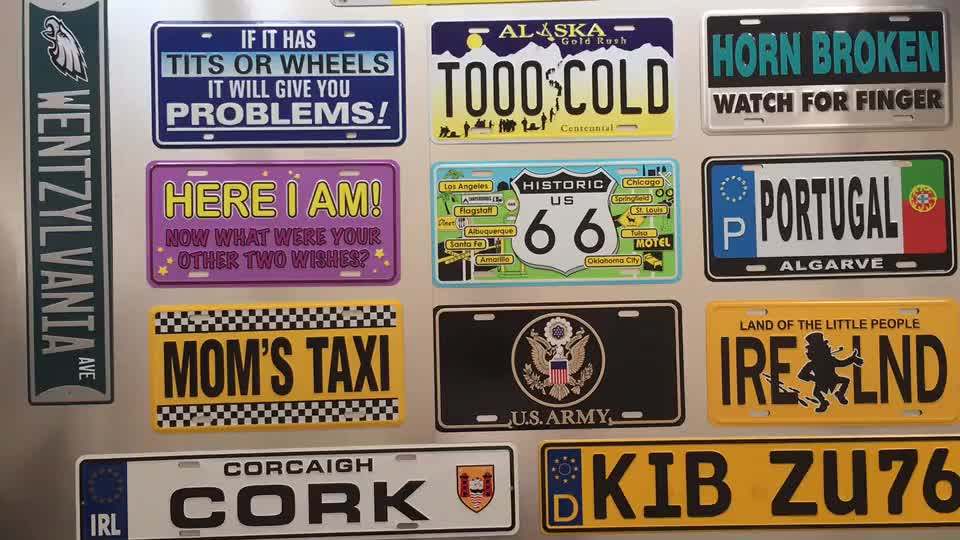 WENTZYLVANIA AVE
IF IT HAS
TITS OR WHEELS
IT WILL GIVE YOU
PROBLEMS!
ALASKA
Gold Rush
TOOO COLD
Centennial
HORN BROKEN
WATCH FOR FINGER
HERE I AM!
NOW WHAT WERE YOUR
OTHER TWO WISHES?
HISTORIC
US
66
Los Angeles
Flagstaff
Diner
Albuquerque
Santa Fe
Amarillo
Chicago
Springfield
St. Louis
Tulsa
MOTEL
Oklahoma City
P
PORTUGAL
ALGARVE
MOM'S TAXI
U.S. ARMY
LAND OF THE LITTLE PEOPLE
IRELND
IRL
CORCAIGH
CORK
D
KIB ZU76